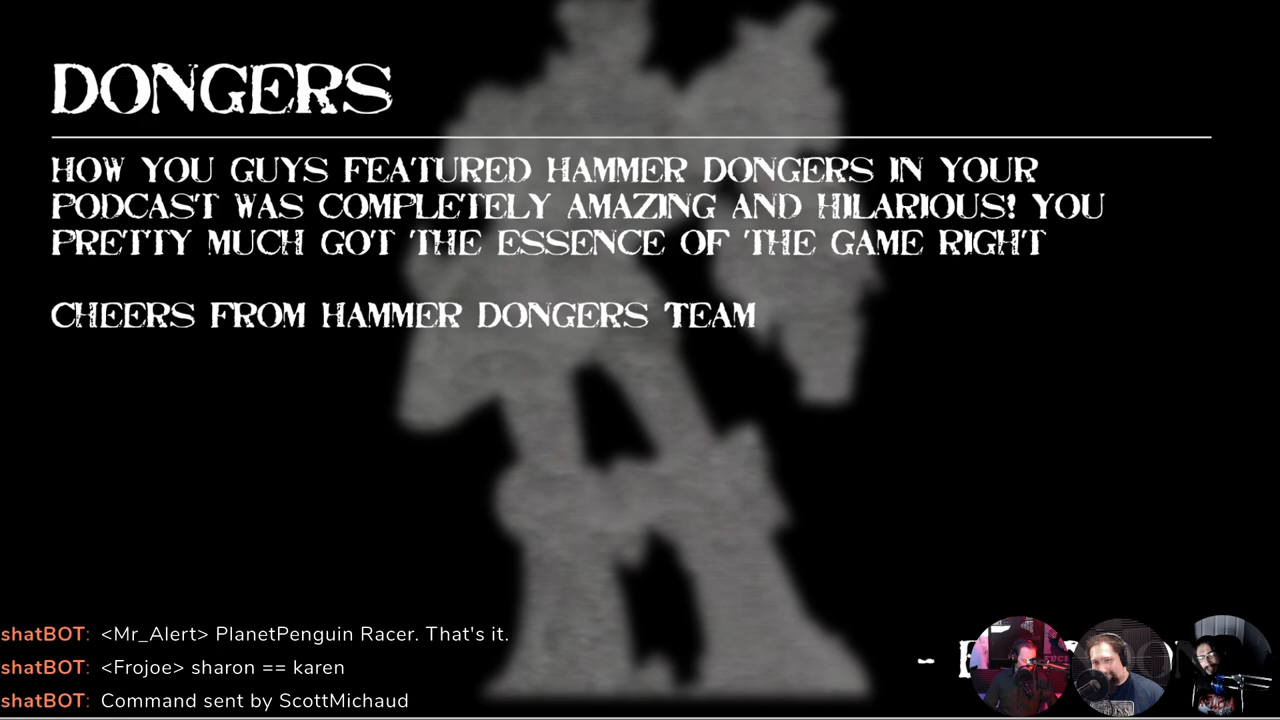 DONGERS
HOW YOU GUYS FEATURED HAMMER DONGERS IN YOUR
PODCAST WAS COMPLETELY AMAZING AND HILARIOUS! YOU
PRETTY MUCH GOT THE ESSENCE OF THE GAME RIGHT
CHEERS FROM HAMMER DONGERS TEAM
shatBOT: <Mr_Alert> PlanetPenguin Racer. That's it.
shatBOT: <Frojoe> sharon == karen
shatBOT: Command sent by ScottMichaud